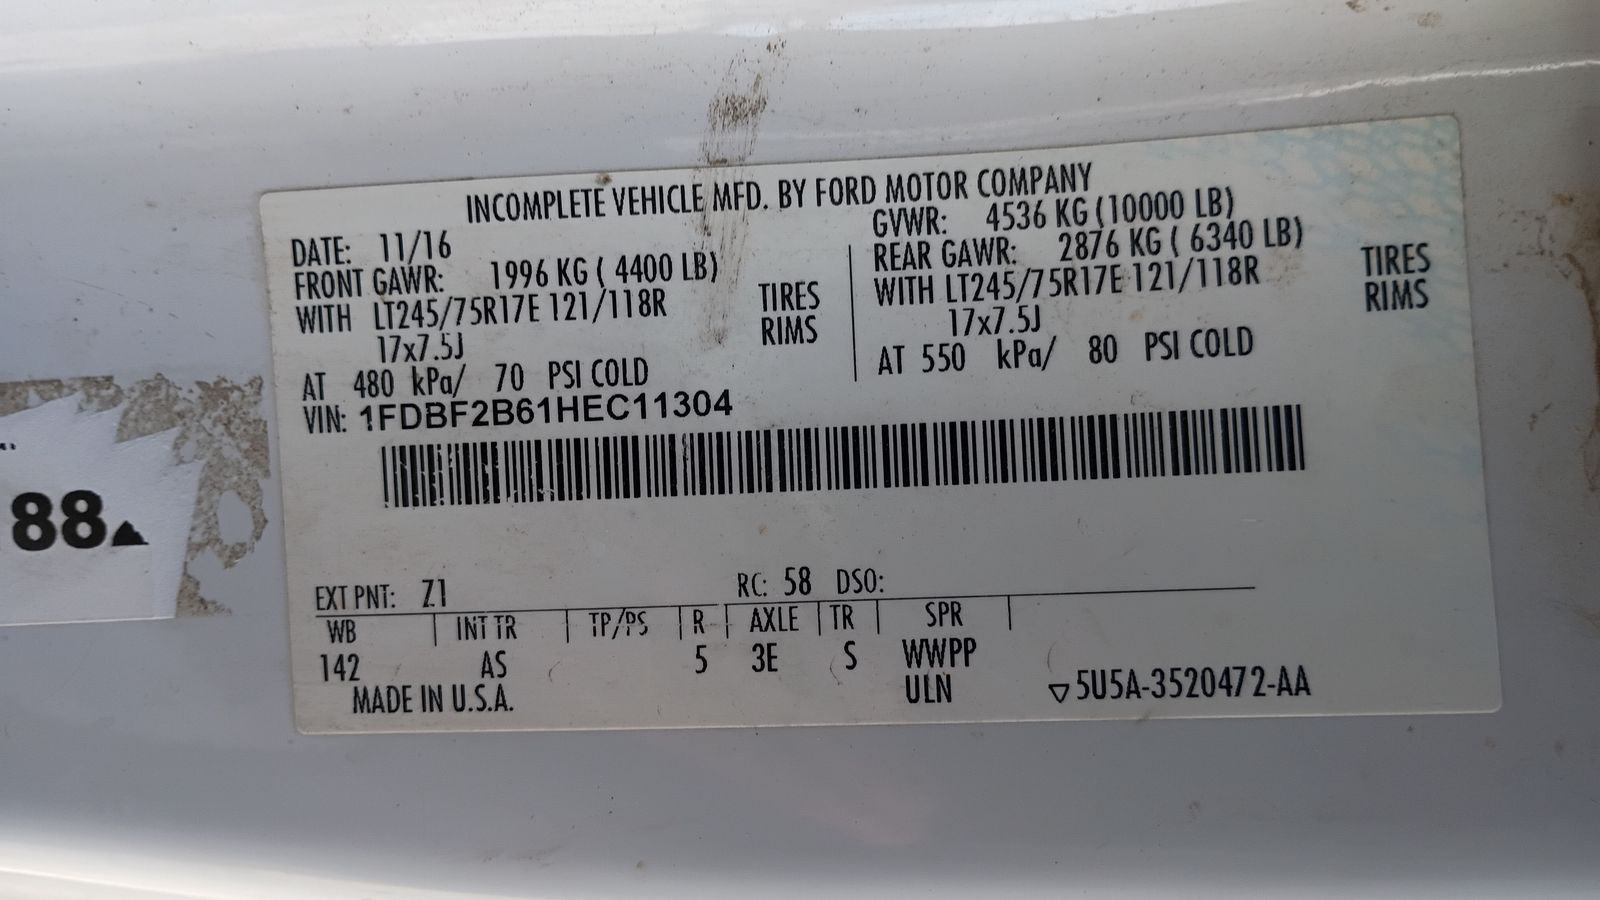 INCOMPLETE VEHICLE MFD. BY FORD MOTOR COMPANY
DATE: 11/16
GVWR: 4536 KG (10000 LB)
FRONT GAWR: 1996 KG ( 4400 LB)
REAR GAWR: 2876 KG ( 6340 LB)
WITH LT245/75R17E 121/118R TIRES
WITH LT245/75R17E 121/118R TIRES
17x7.5J RIMS
17x7.5J RIMS
AT 480 kPa/ 70 PSI COLD
AT 550 kPa/ 80 PSI COLD
VIN: 1FDBF2B61HEC11304
88
EXT PNT: Z1 RC: 58 DSO:
WB INT TR TP/PS R AXLE TR SPR
142 AS 5 3E S WWPP
MADE IN U.S.A. ULN 5U5A-3520472-AA